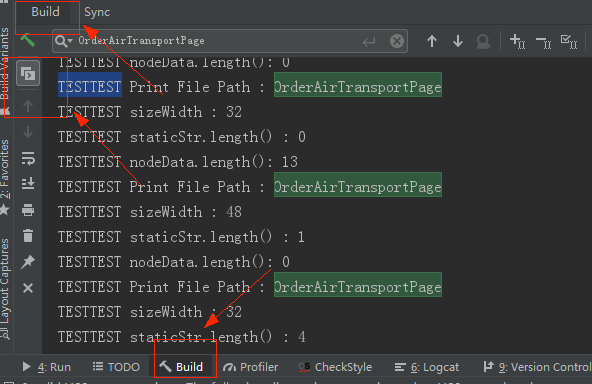 Build Sync
OrderAirTransportPage
TESTTEST nodeData.length(): 0
TESTTEST Print File Path : OrderAirTransportPage
TESTTEST sizeWidth : 32
TESTTEST staticStr.length() : 0
TESTTEST nodeData.length(): 13
TESTTEST Print File Path : OrderAirTransportPage
TESTTEST sizeWidth : 48
TESTTEST staticStr.length() : 1
TESTTEST nodeData.length(): 0
TESTTEST Print File Path : OrderAirTransportPage
TESTTEST sizeWidth : 32
TESTTEST staticStr.length() : 4
Build Variants
2: Favorites
Layout Captures
4: Run TODO Build Profiler CheckStyle 6: Logcat 9: Version Control